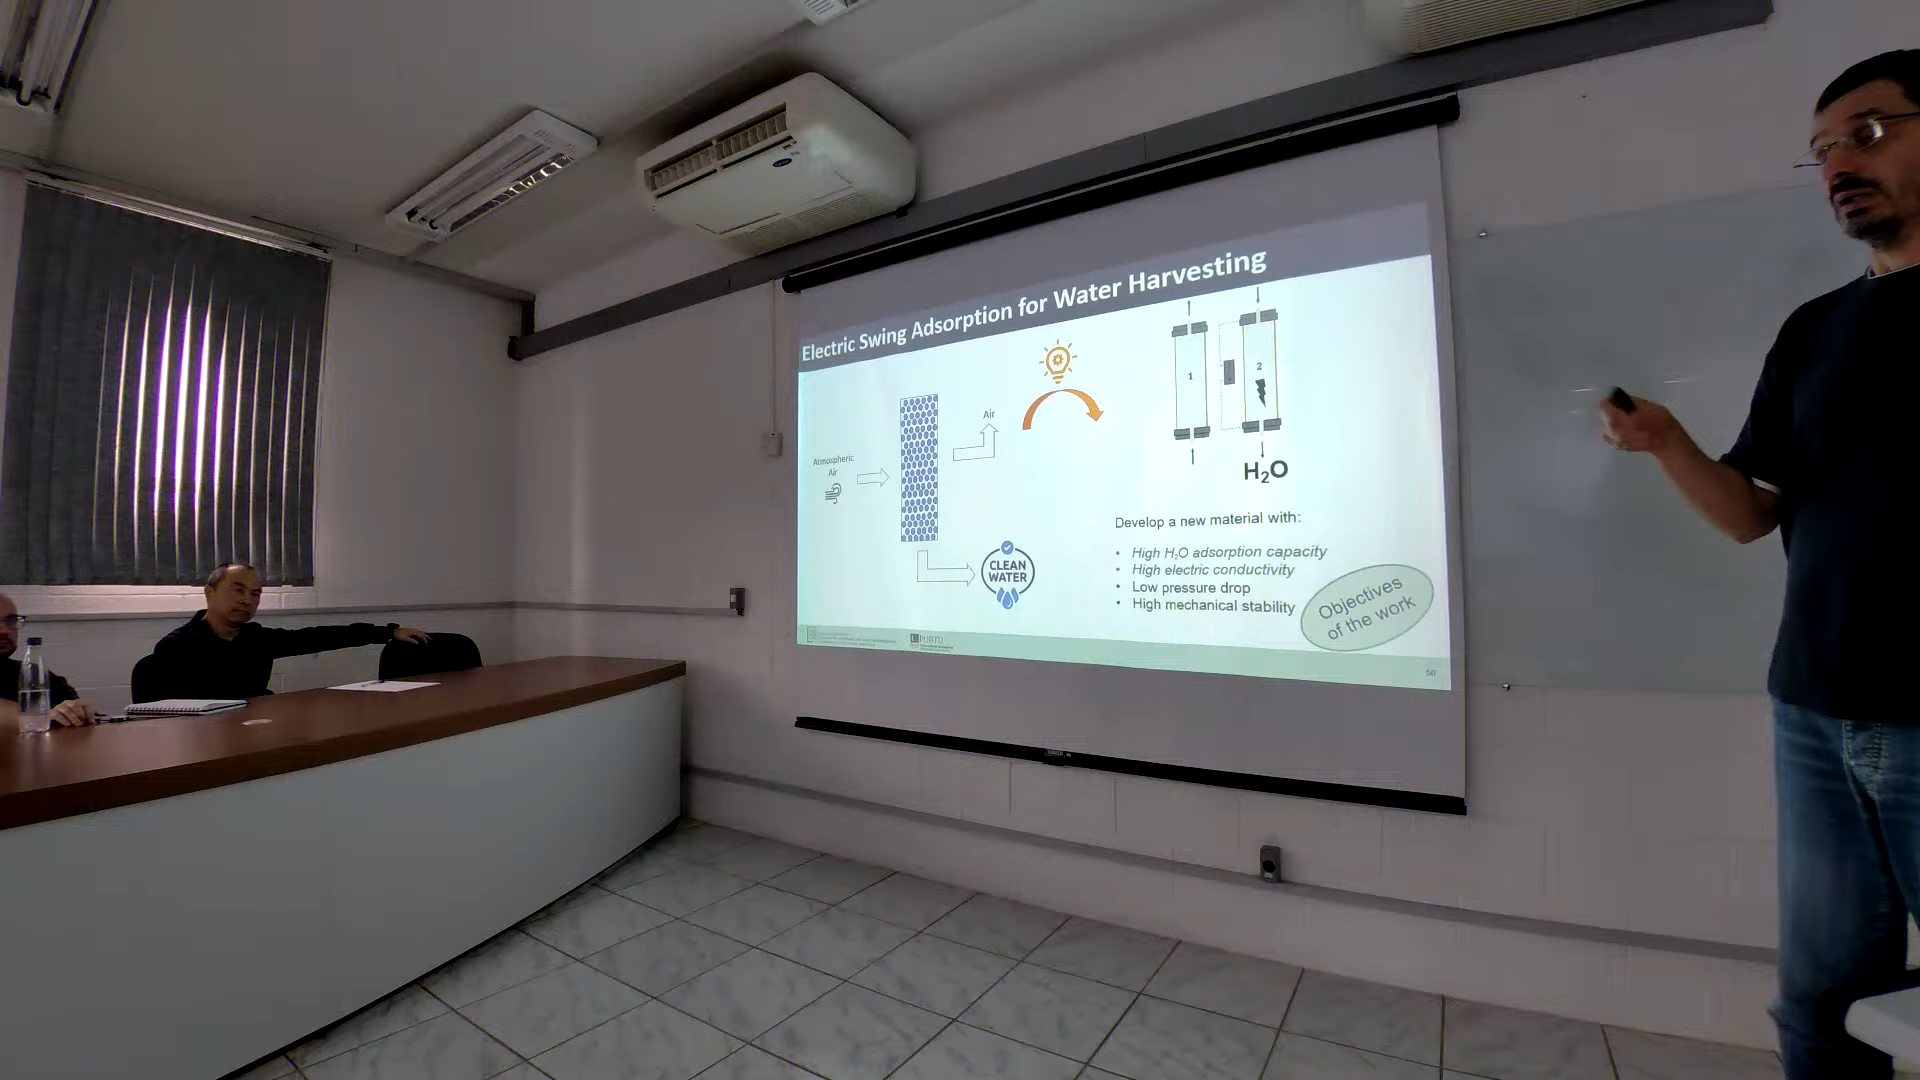 Electric Swing Adsorption for Water Harvesting
Atmospheric
Air
Air
CLEAN
WATER
1
2
H₂O
Develop a new material with:
• High H₂O adsorption capacity
• High electric conductivity
• Low pressure drop
• High mechanical stability
Objectives
of the work
PORTO
50